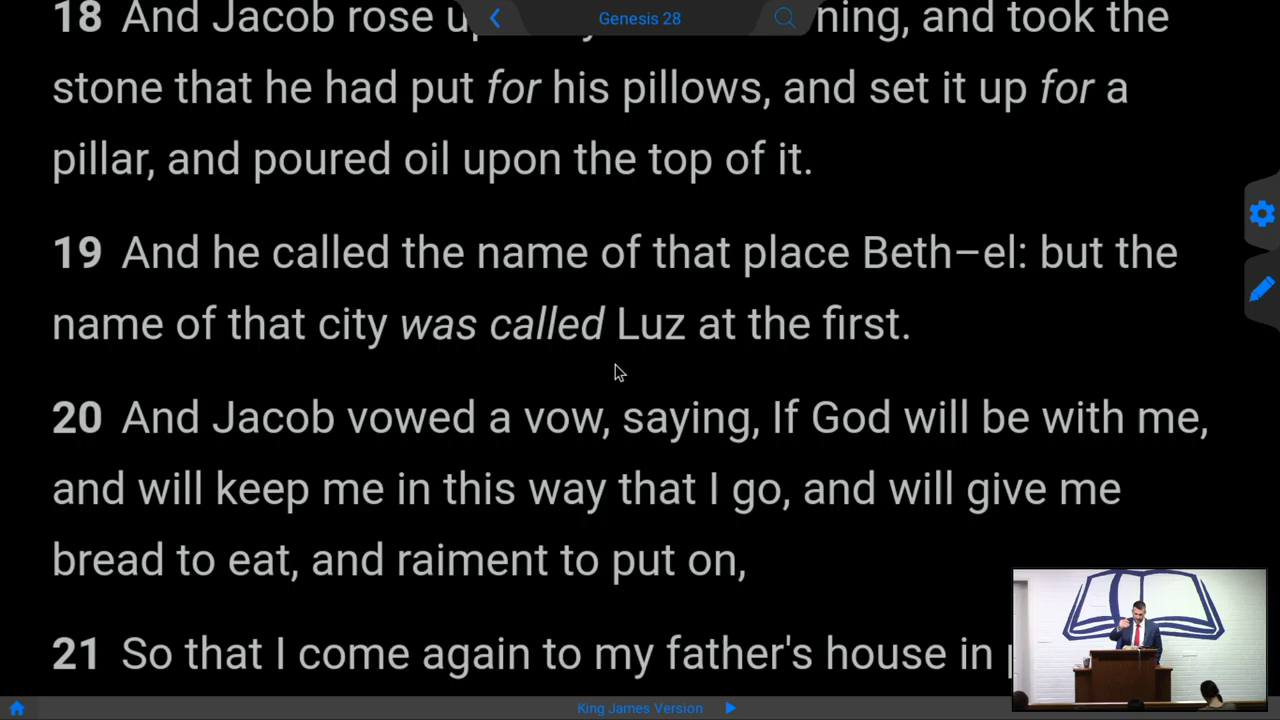 Genesis 28
18 And Jacob rose and took the
stone that he had put for his pillows, and set it up for a
pillar, and poured oil upon the top of it.
19 And he called the name of that place Beth–el: but the
name of that city was called Luz at the first.
20 And Jacob vowed a vow, saying, If God will be with me,
and will keep me in this way that I go, and will give me
bread to eat, and raiment to put on,
21 So that I come again to my father's house in
King James Version